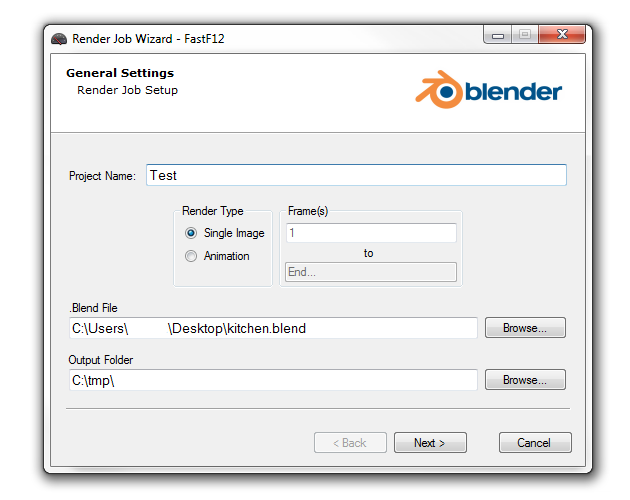 Render Job Wizard - FastF12
General Settings
Render Job Setup
blender
Project Name: Test
Render Type Frame(s)
Single Image 1
to
Animation
End...
.Blend File
C:\Users\ \Desktop\kitchen.blend Browse...
Output Folder
C:\tmp\ Browse...
< Back Next > Cancel